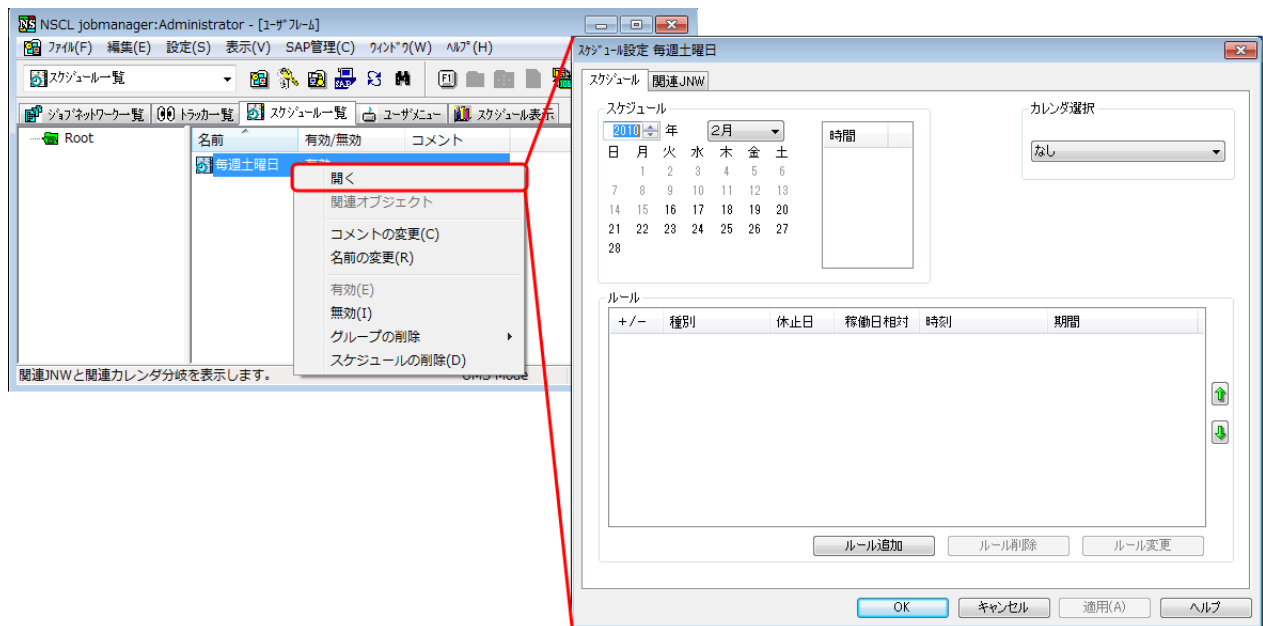 NSCL jobmanager:Administrator - [ﾕｰｻﾞﾌﾚｰﾑ]
ﾌｧｲﾙ(F) 編集(E) 設定(S) 表示(V) SAP管理(C) ｳｨﾝﾄﾞｳ(W) ﾍﾙﾌﾟ(H)
スケジュール一覧
ジョブネットワーク一覧 トラッカ一覧 スケジュール一覧 ユーザメニュー スケジュール表示
Root
名前 有効/無効 コメント
毎週土曜日
開く
関連オブジェクト
コメントの変更(C)
名前の変更(R)
有効(E)
無効(I)
グループの削除
スケジュールの削除(D)
関連JNWと関連カレンダ分岐を表示します。
ｽｹｼﾞｭｰﾙ設定 毎週土曜日
スケジュール 関連JNW
スケジュール
2010 年 2月
日 月 火 水 木 金 土
1 2 3 4 5 6
7 8 9 10 11 12 13
14 15 16 17 18 19 20
21 22 23 24 25 26 27
28
時間
カレンダ選択
なし
ルール
+/- 種別 休止日 稼働日相対 時刻 期間
ルール追加 ルール削除 ルール変更
OK キャンセル 適用(A) ヘルプ